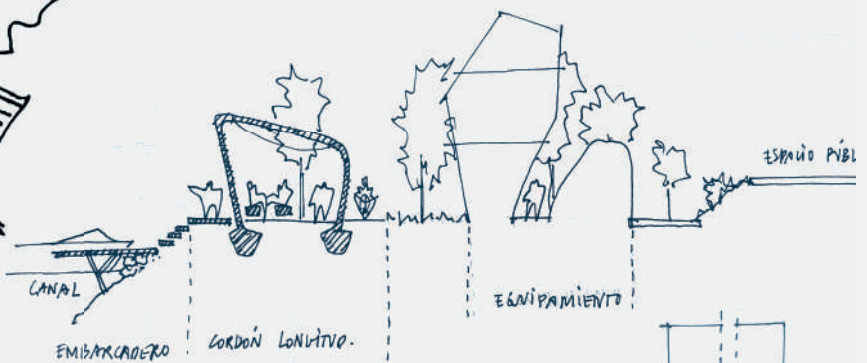 ESPACIO PÚBL
CANAL
EQUIPAMIENTO
EMBARCADERO
CORDÓN LONGITUD.